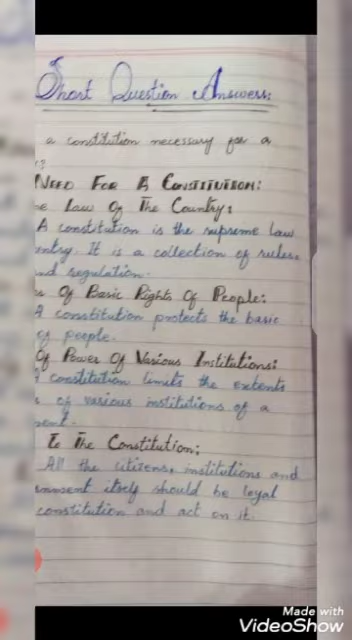 Short Question Answers:
a constitution necessary for a
NEED FOR A CONSTITUTION:
Law Of The Country:
A constitution is the supreme law
It is a collection of rules
regulation.
Of Basic Rights Of People:
A constitution protects the basic
of people.
Of Power Of Various Institutions:
constitution limits the extents
of various institutions of a
To The Constitution:
All the citizens, institutions and
itself should be loyal
constitution and act on it.
Made with
VideoShow